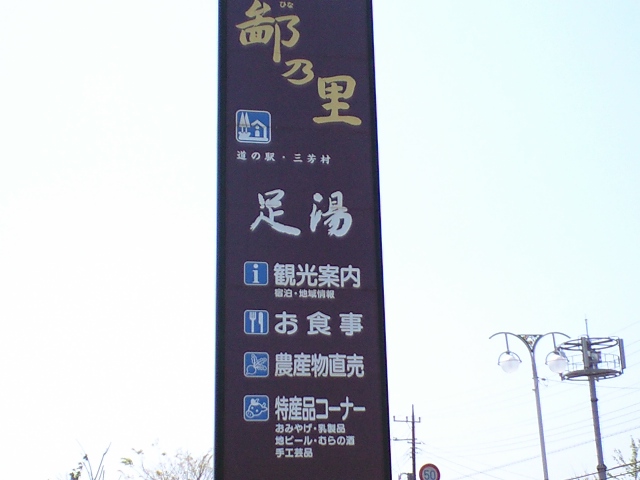 ひな
鄙乃里
道の駅・三芳村
足湯
i 観光案内
宿泊・地域情報
お食事
農産物直売
特産品コーナー
おみやげ・乳製品
地ビール・むらの酒
手工芸品
50